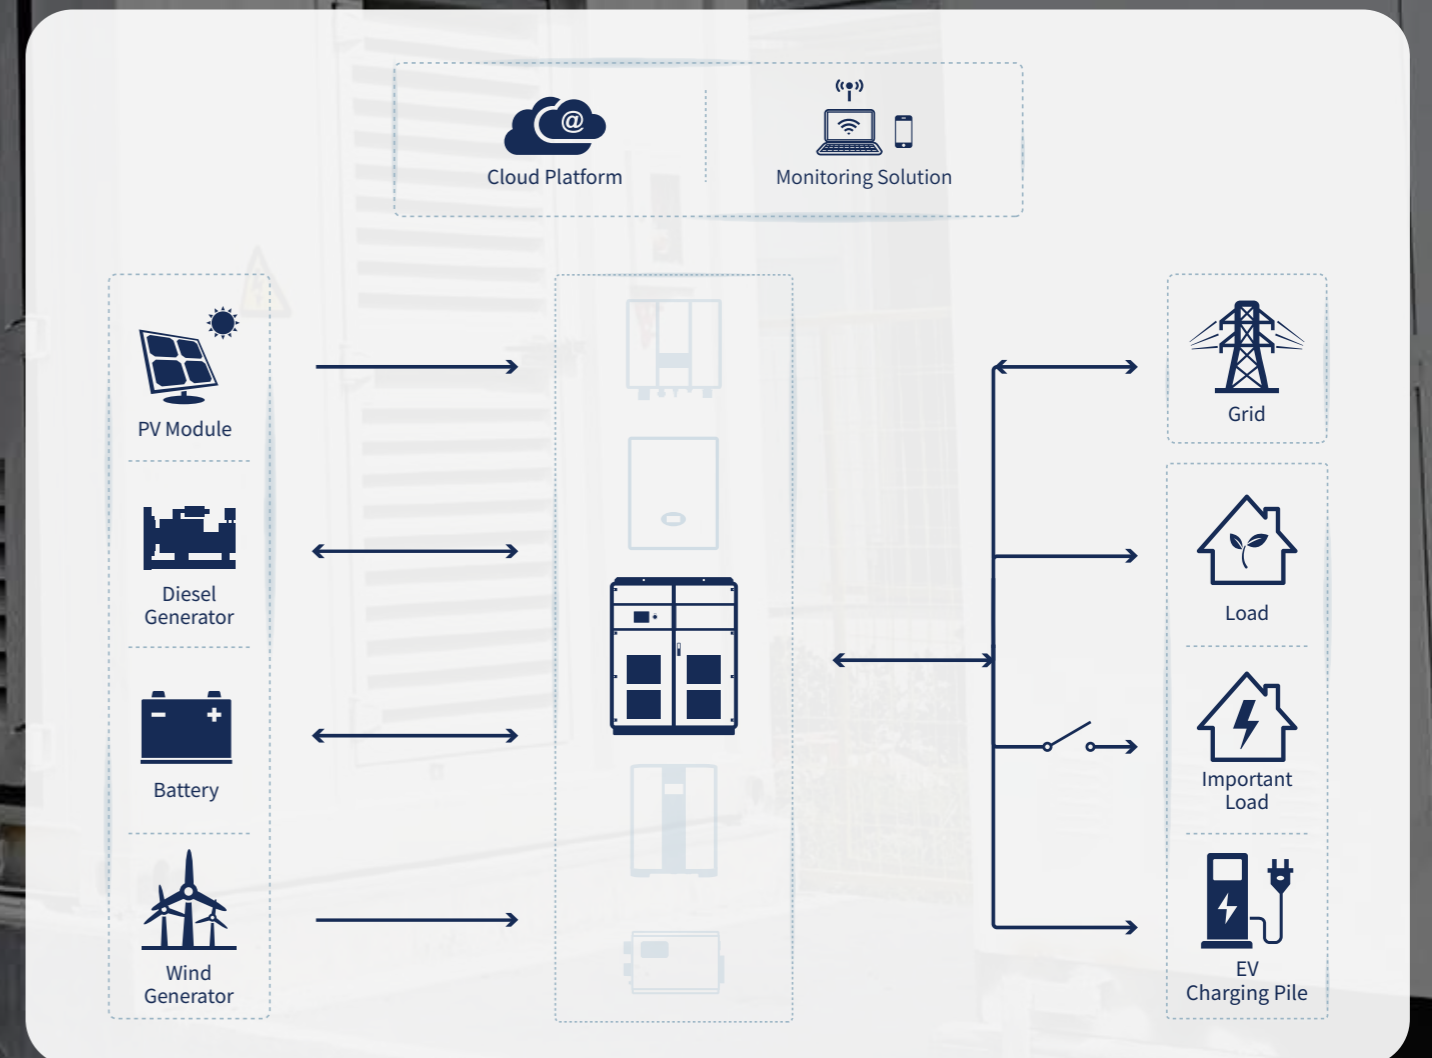 Cloud Platform
Monitoring Solution
PV Module
Diesel
Generator
Battery
Wind
Generator
Grid
Load
Important
Load
EV
Charging Pile